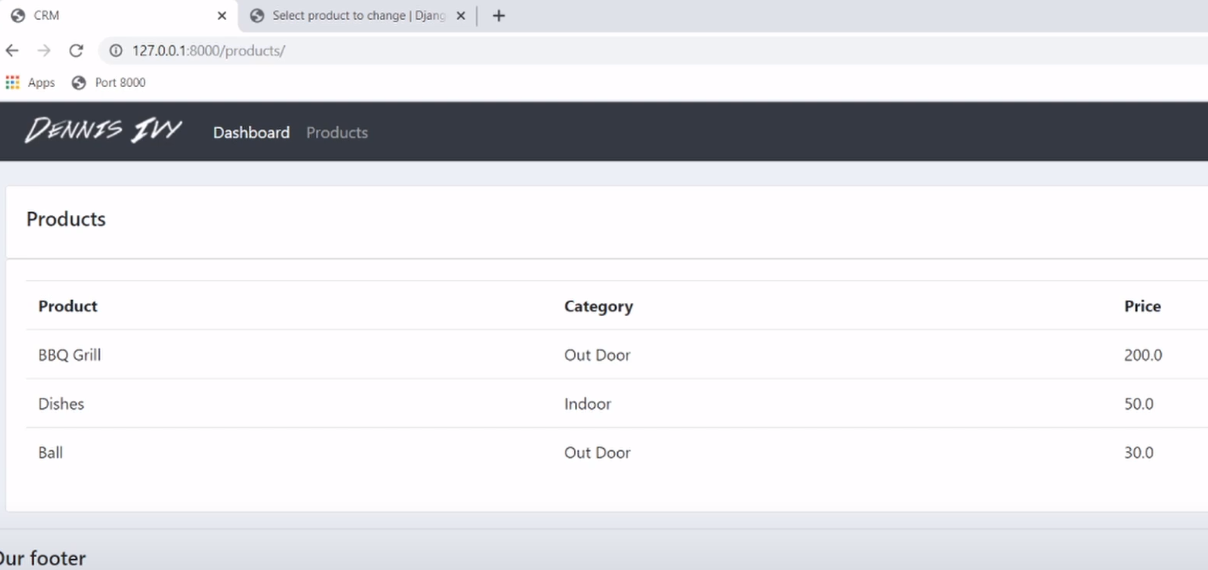 CRM
Select product to change | Djang
127.0.0.1:8000/products/
Apps Port 8000
DENNIS IVY Dashboard Products
Products
Product Category Price
BBQ Grill Out Door 200.0
Dishes Indoor 50.0
Ball Out Door 30.0
Our footer